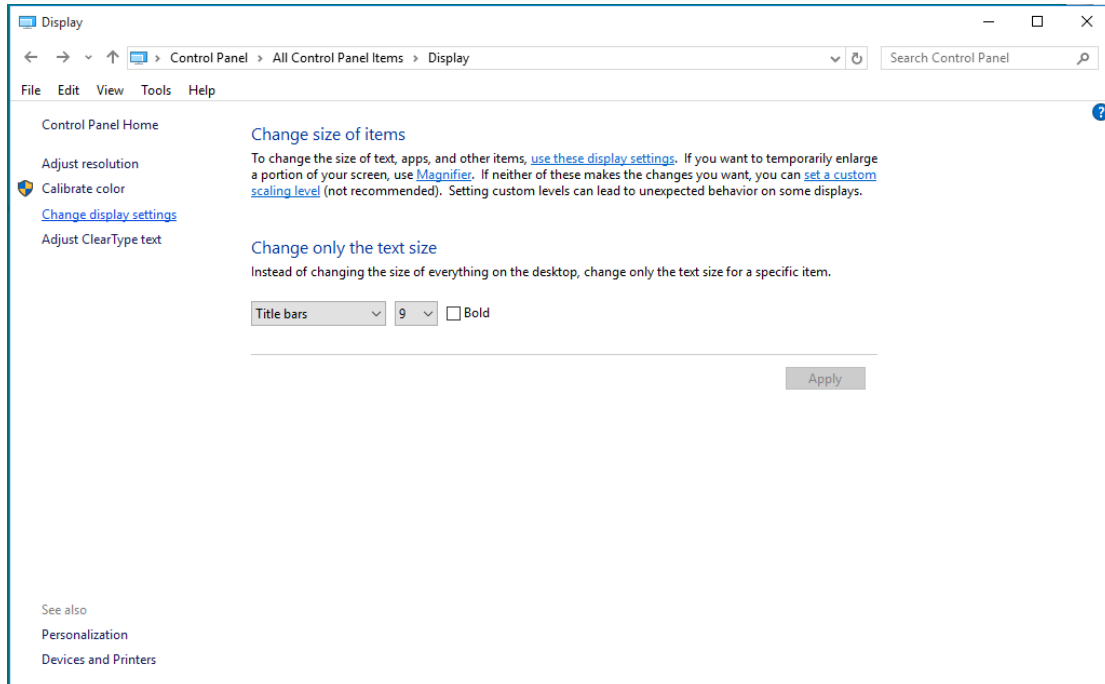 Display
Control Panel > All Control Panel Items > Display
Search Control Panel
File Edit View Tools Help
?
Control Panel Home
Adjust resolution
Calibrate color
Change display settings
Adjust ClearType text
Change size of items
To change the size of text, apps, and other items, use these display settings. If you want to temporarily enlarge
a portion of your screen, use Magnifier. If neither of these makes the changes you want, you can set a custom
scaling level (not recommended). Setting custom levels can lead to unexpected behavior on some displays.
Change only the text size
Instead of changing the size of everything on the desktop, change only the text size for a specific item.
Title bars 9 Bold
Apply
See also
Personalization
Devices and Printers